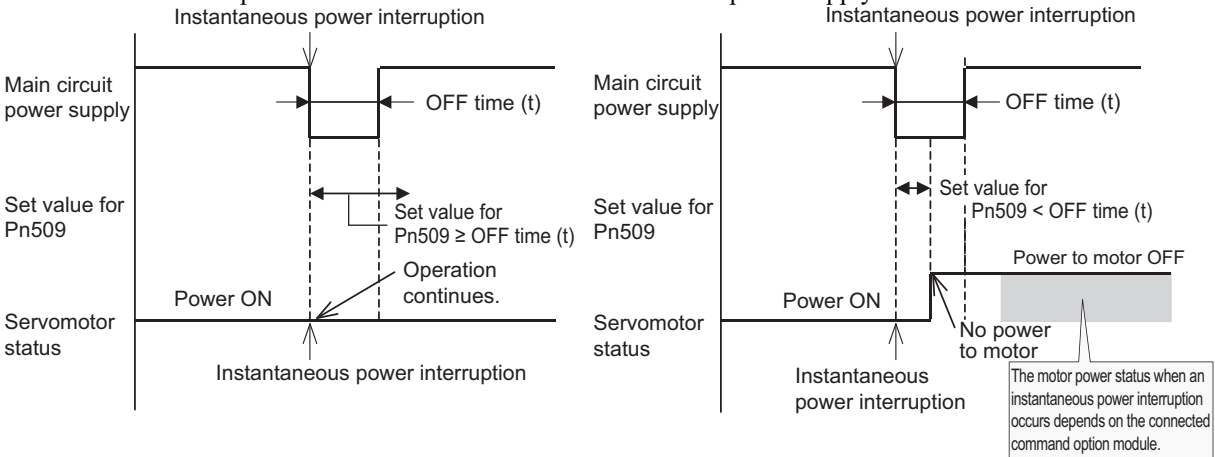 Instantaneous power interruption
Main circuit
power supply
OFF time (t)
Set value for
Pn509
Set value for
Pn509 ≥ OFF time (t)
Operation
continues.
Power ON
Servomotor
status
Instantaneous power interruption
Instantaneous power interruption
Main circuit
power supply
OFF time (t)
Set value for
Pn509
Set value for
Pn509 < OFF time (t)
Power to motor OFF
Power ON
Servomotor
status
No power
to motor
Instantaneous
power interruption
The motor power status when an
instantaneous power interruption
occurs depends on the connected
command option module.